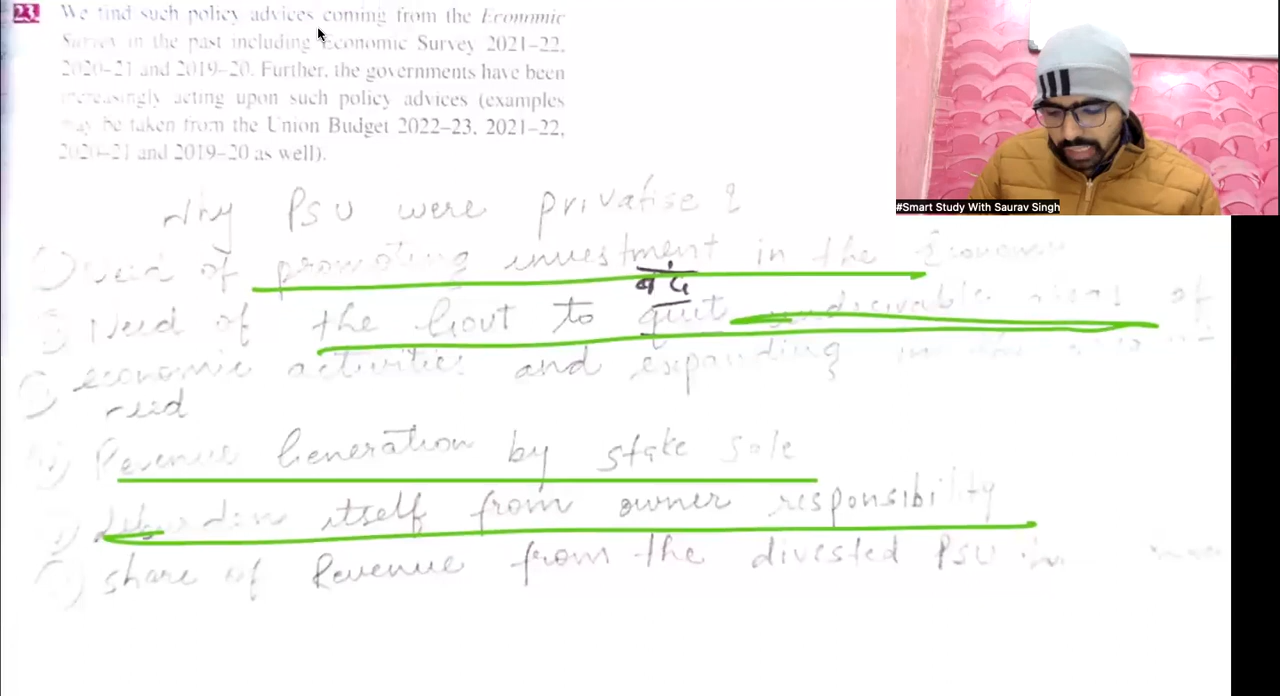 23. We find such policy advices coming from the Economic
Survey in the past including Economic Survey 2021–22,
2020–21 and 2019–20. Further, the governments have been
increasingly acting upon such policy advices (examples
may be taken from the Union Budget 2022–23, 2021–22,
2020–21 and 2019–20 as well).
#Smart Study With Saurav Singh
Why PSU were privatise
of promoting investment in the Economic
Need of the Govt to quit of
economic activities and expanding
Revenue Generation by stake sale
itself from owner responsibility
share of Revenue from the divested PSU in